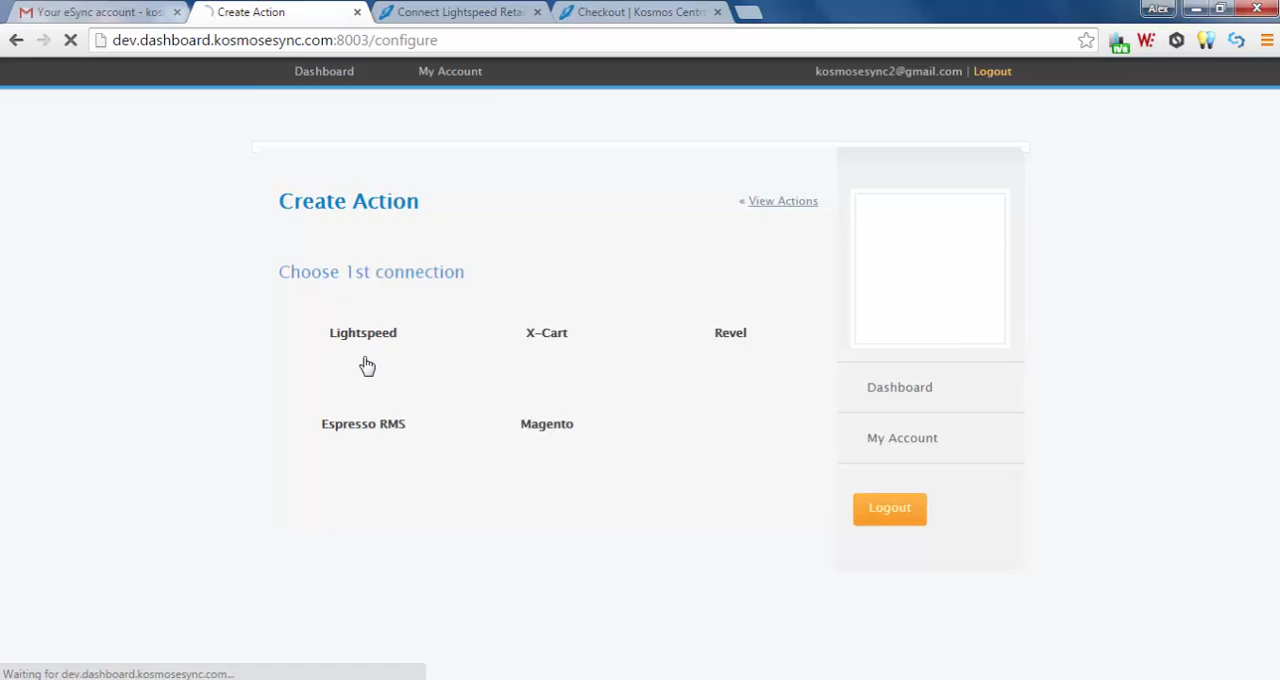 Your eSync account - kos
Create Action
Connect Lightspeed Reta
Checkout | Kosmos Centr
Alex
dev.dashboard.kosmosesync.com:8003/configure
Dashboard
My Account
kosmosesync2@gmail.com | Logout
Create Action
« View Actions
Choose 1st connection
Lightspeed
X-Cart
Revel
Espresso RMS
Magento
Dashboard
My Account
Logout
Waiting for dev.dashboard.kosmosesync.com...